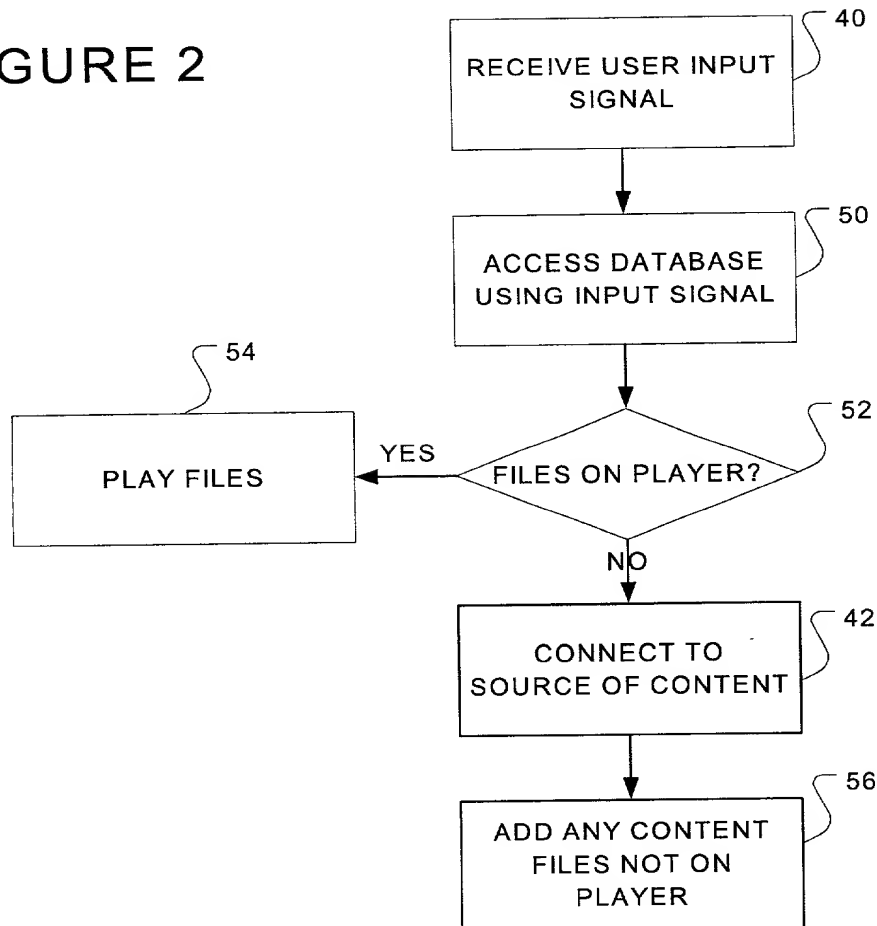 GURE 2
40
RECEIVE USER INPUT
SIGNAL
50
ACCESS DATABASE
USING INPUT SIGNAL
54
52
YES
PLAY FILES
FILES ON PLAYER?
NO
42
CONNECT TO
SOURCE OF CONTENT
56
ADD ANY CONTENT
FILES NOT ON
PLAYER